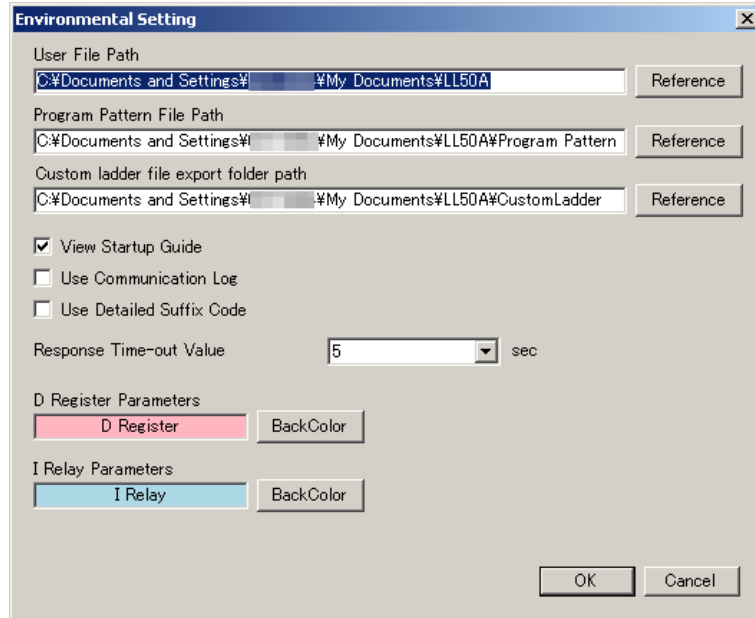 Environmental Setting
User File Path
C:¥Documents and Settings¥ ¥My Documents¥LL50A
Reference
Program Pattern File Path
C:¥Documents and Settings¥ ¥My Documents¥LL50A¥Program Pattern
Reference
Custom ladder file export folder path
C:¥Documents and Settings¥ ¥My Documents¥LL50A¥CustomLadder
Reference
View Startup Guide
Use Communication Log
Use Detailed Suffix Code
Response Time-out Value 5 sec
D Register Parameters
D Register BackColor
I Relay Parameters
I Relay BackColor
OK Cancel